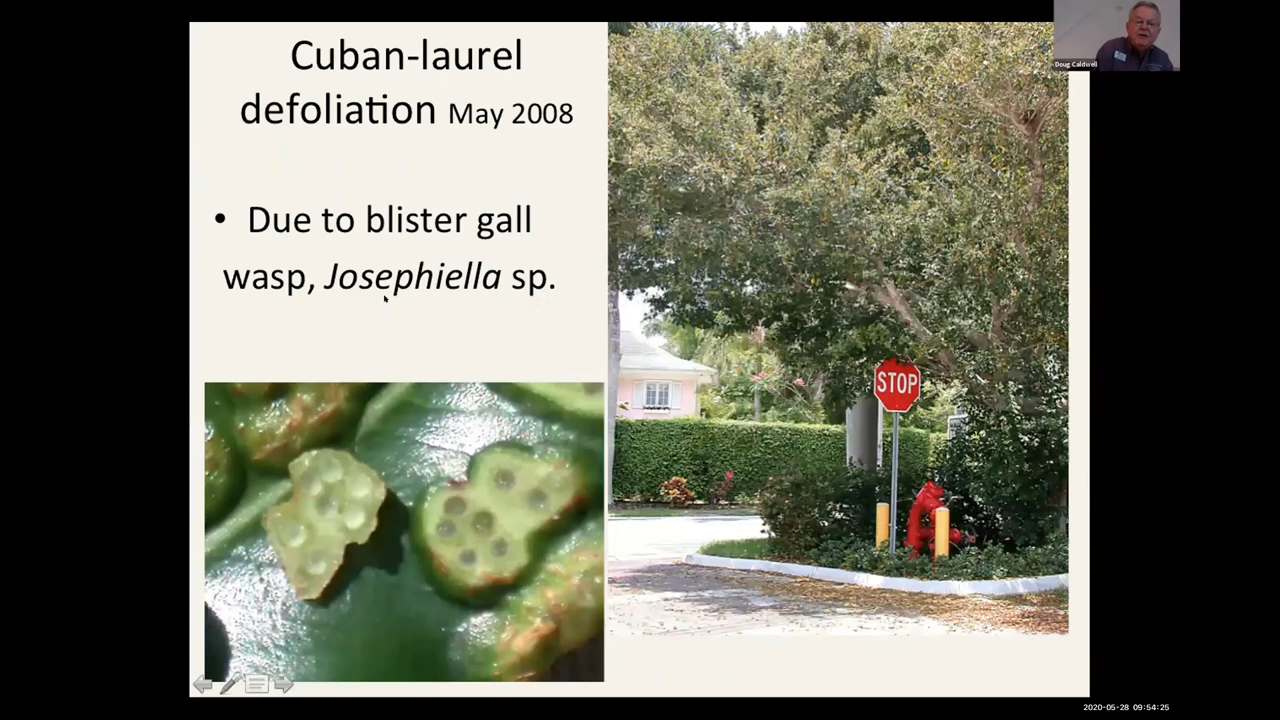 Cuban-laurel
defoliation May 2008
• Due to blister gall
wasp, Josephiella sp.
STOP
Doug Caldwell
2020-05-28 09:54:25